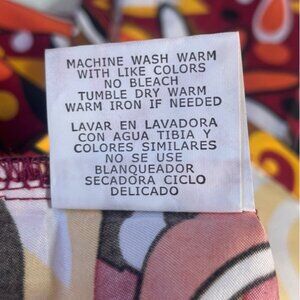 MACHINE WASH WARM
WITH LIKE COLORS
NO BLEACH
TUMBLE DRY WARM
WARM IRON IF NEEDED
LAVAR EN LAVADORA
CON AGUA TIBIA Y
COLORES SIMILARES
NO SE USE
BLANQUEADOR
SECADORA CICLO
DELICADO